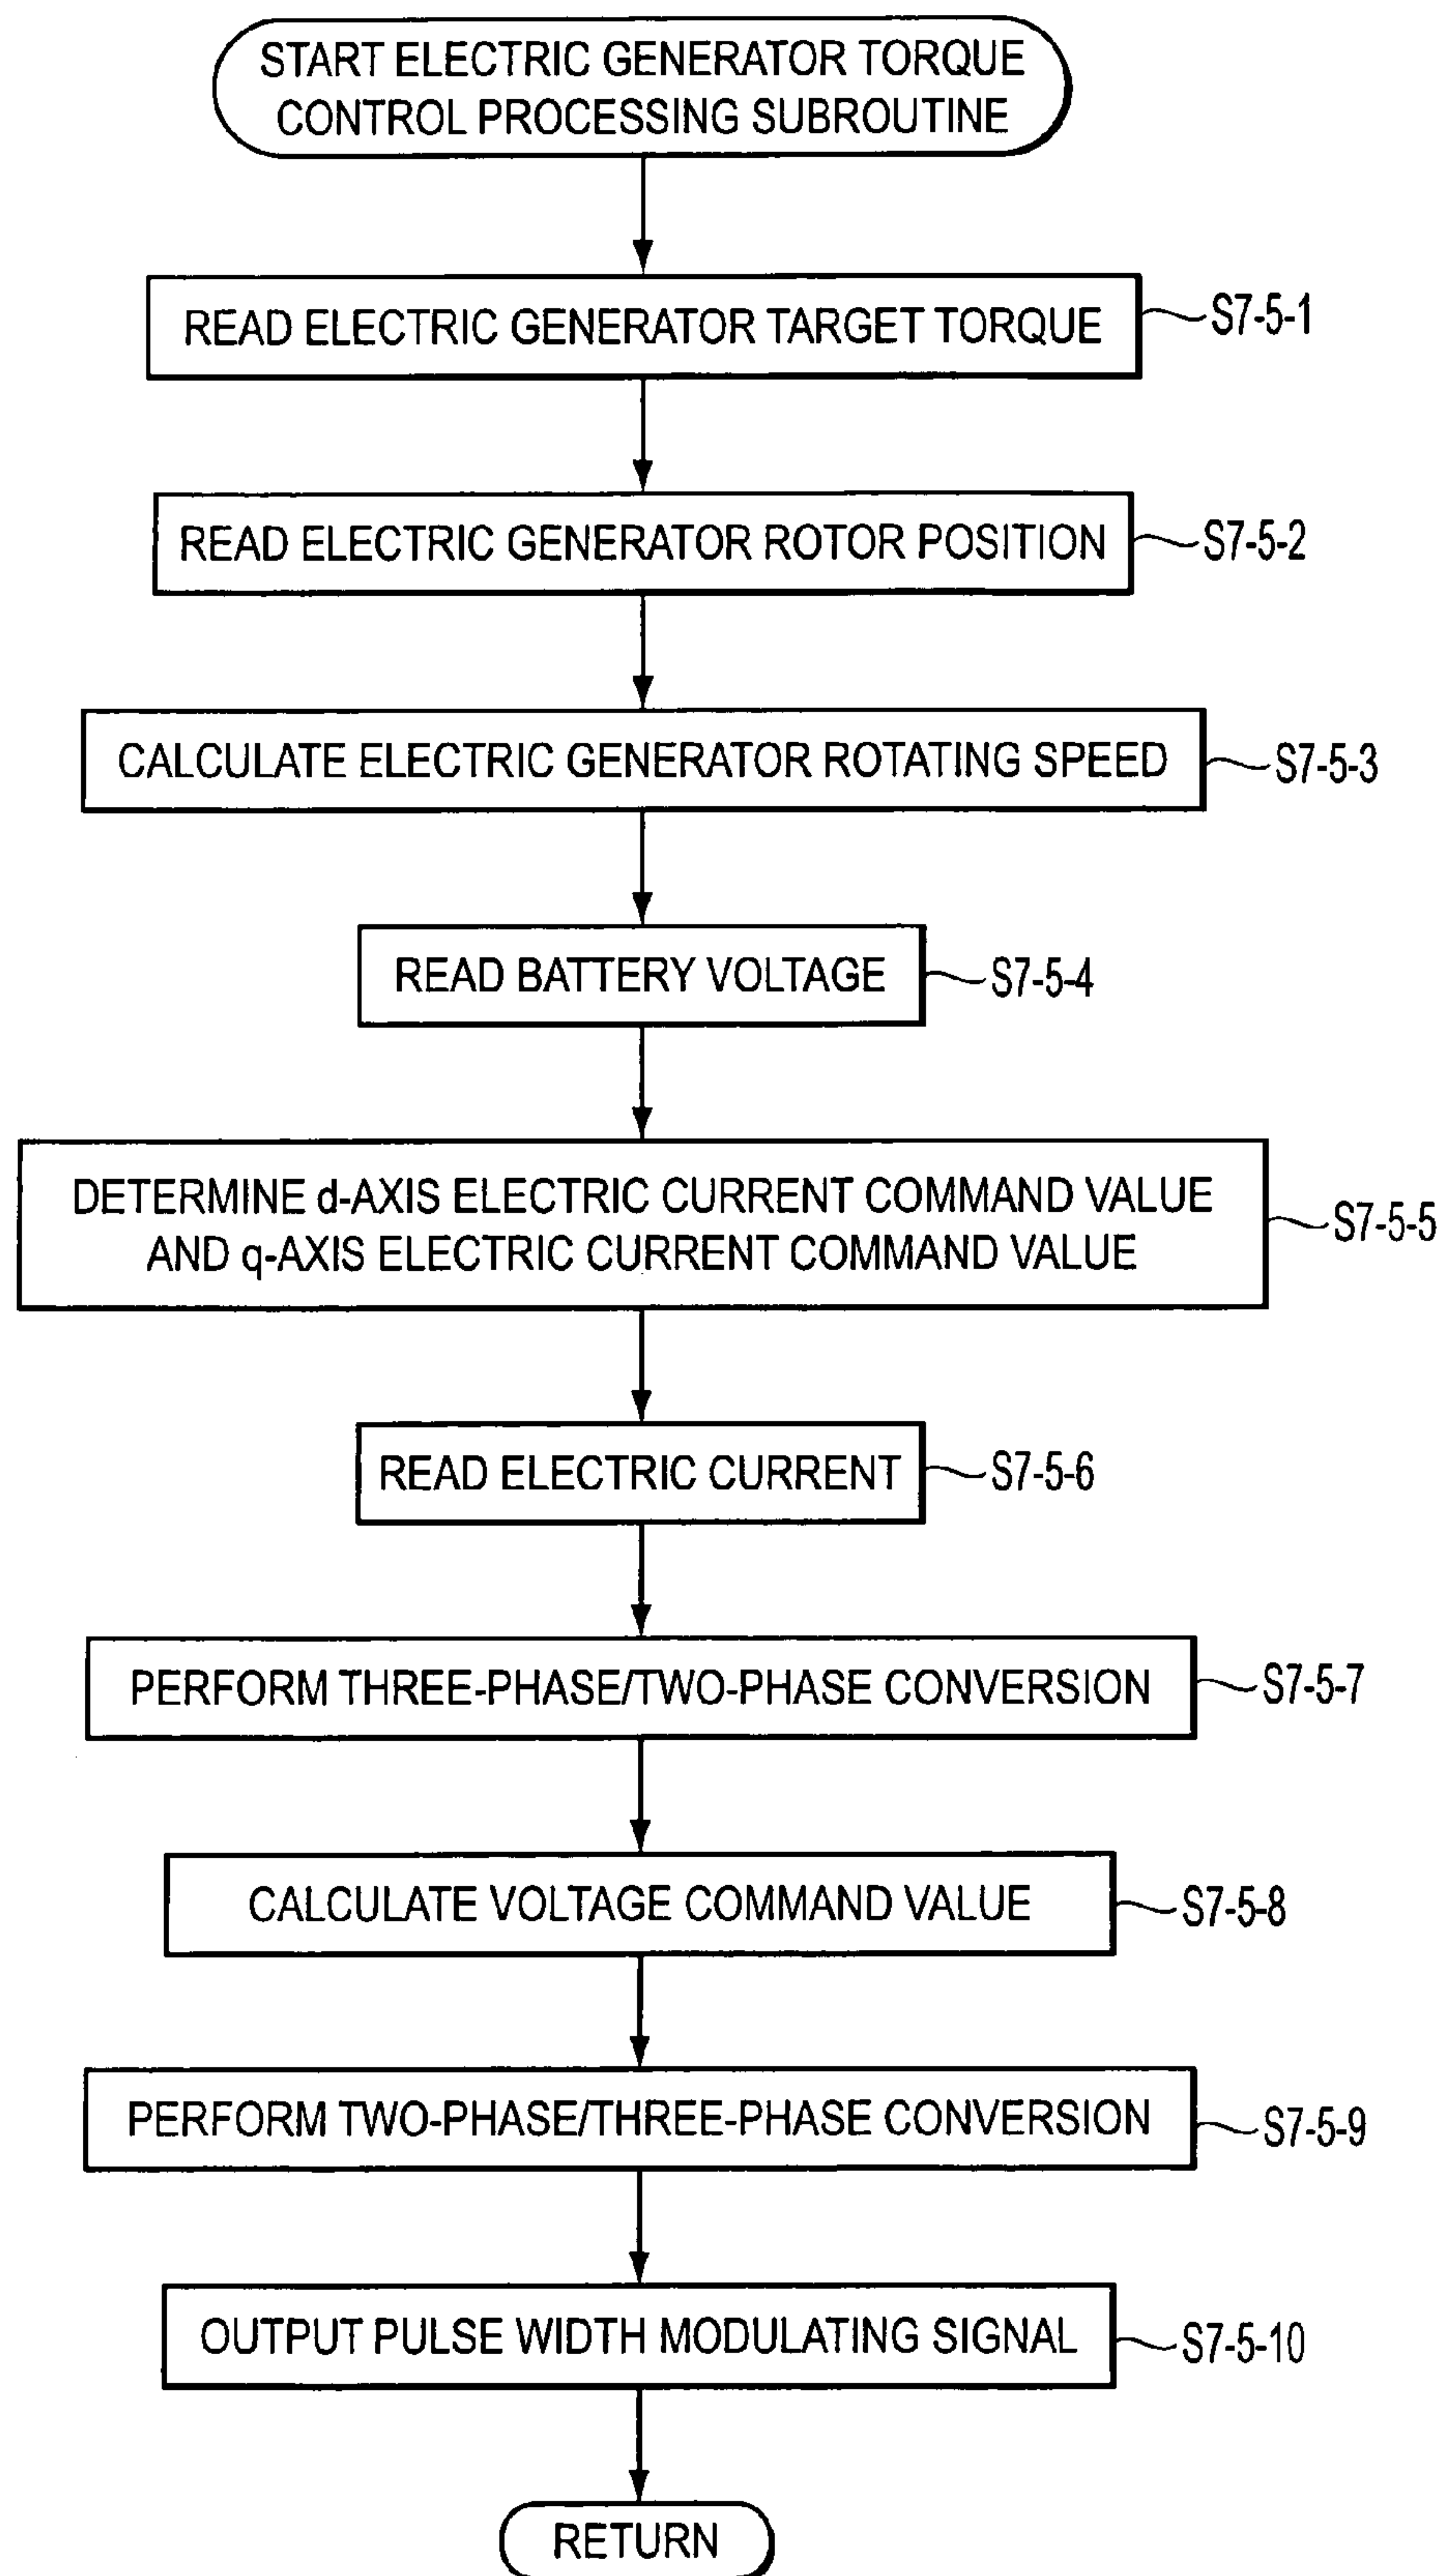 START ELECTRIC GENERATOR TORQUE
CONTROL PROCESSING SUBROUTINE
READ ELECTRIC GENERATOR TARGET TORQUE
S7-5-1
READ ELECTRIC GENERATOR ROTOR POSITION
S7-5-2
CALCULATE ELECTRIC GENERATOR ROTATING SPEED
S7-5-3
READ BATTERY VOLTAGE
S7-5-4
DETERMINE d-AXIS ELECTRIC CURRENT COMMAND VALUE
AND q-AXIS ELECTRIC CURRENT COMMAND VALUE
S7-5-5
READ ELECTRIC CURRENT
S7-5-6
PERFORM THREE-PHASE/TWO-PHASE CONVERSION
S7-5-7
CALCULATE VOLTAGE COMMAND VALUE
S7-5-8
PERFORM TWO-PHASE/THREE-PHASE CONVERSION
S7-5-9
OUTPUT PULSE WIDTH MODULATING SIGNAL
S7-5-10
RETURN